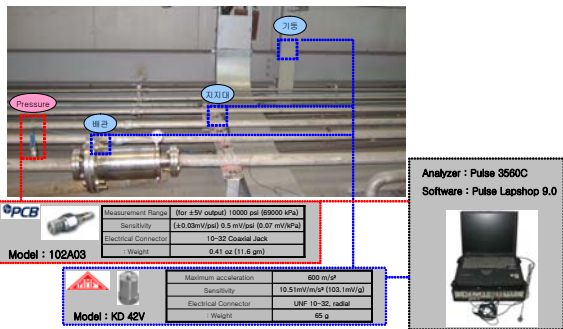 기둥
지지대
Pressure
배관
Analyzer : Pulse 3560C
Software : Pulse Lapshop 9.0
PCB
Measurement Range (for ±5V output) 10000 psi (69000 kPa)
Sensitivity (±0.03mV/psi) 0.5 mV/psi (0.07 mV/kPa)
Electrical Connector 10-32 Coaxial Jack
: Weight 0.41 oz (11.6 gm)
Model : 102A03
Maximum acceleration 600 m/s²
Sensitivity 10.51mV/m/s² (103.1mV/g)
Electrical Connector UNF 10-32, radial
: Weight 65 g
Model : KD 42V